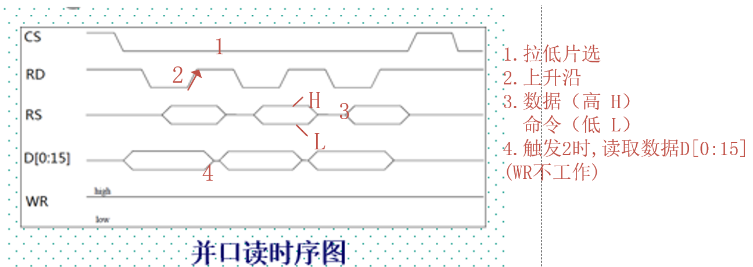 CS
1
1.拉低片选
RD
2
2.上升沿
RS
H
3
3.数据（高 H）
L
命令（低 L）
D[0:15]
4
4.触发2时,读取数据D[0:15]
(WR不工作)
high
WR
low
并口读时序图